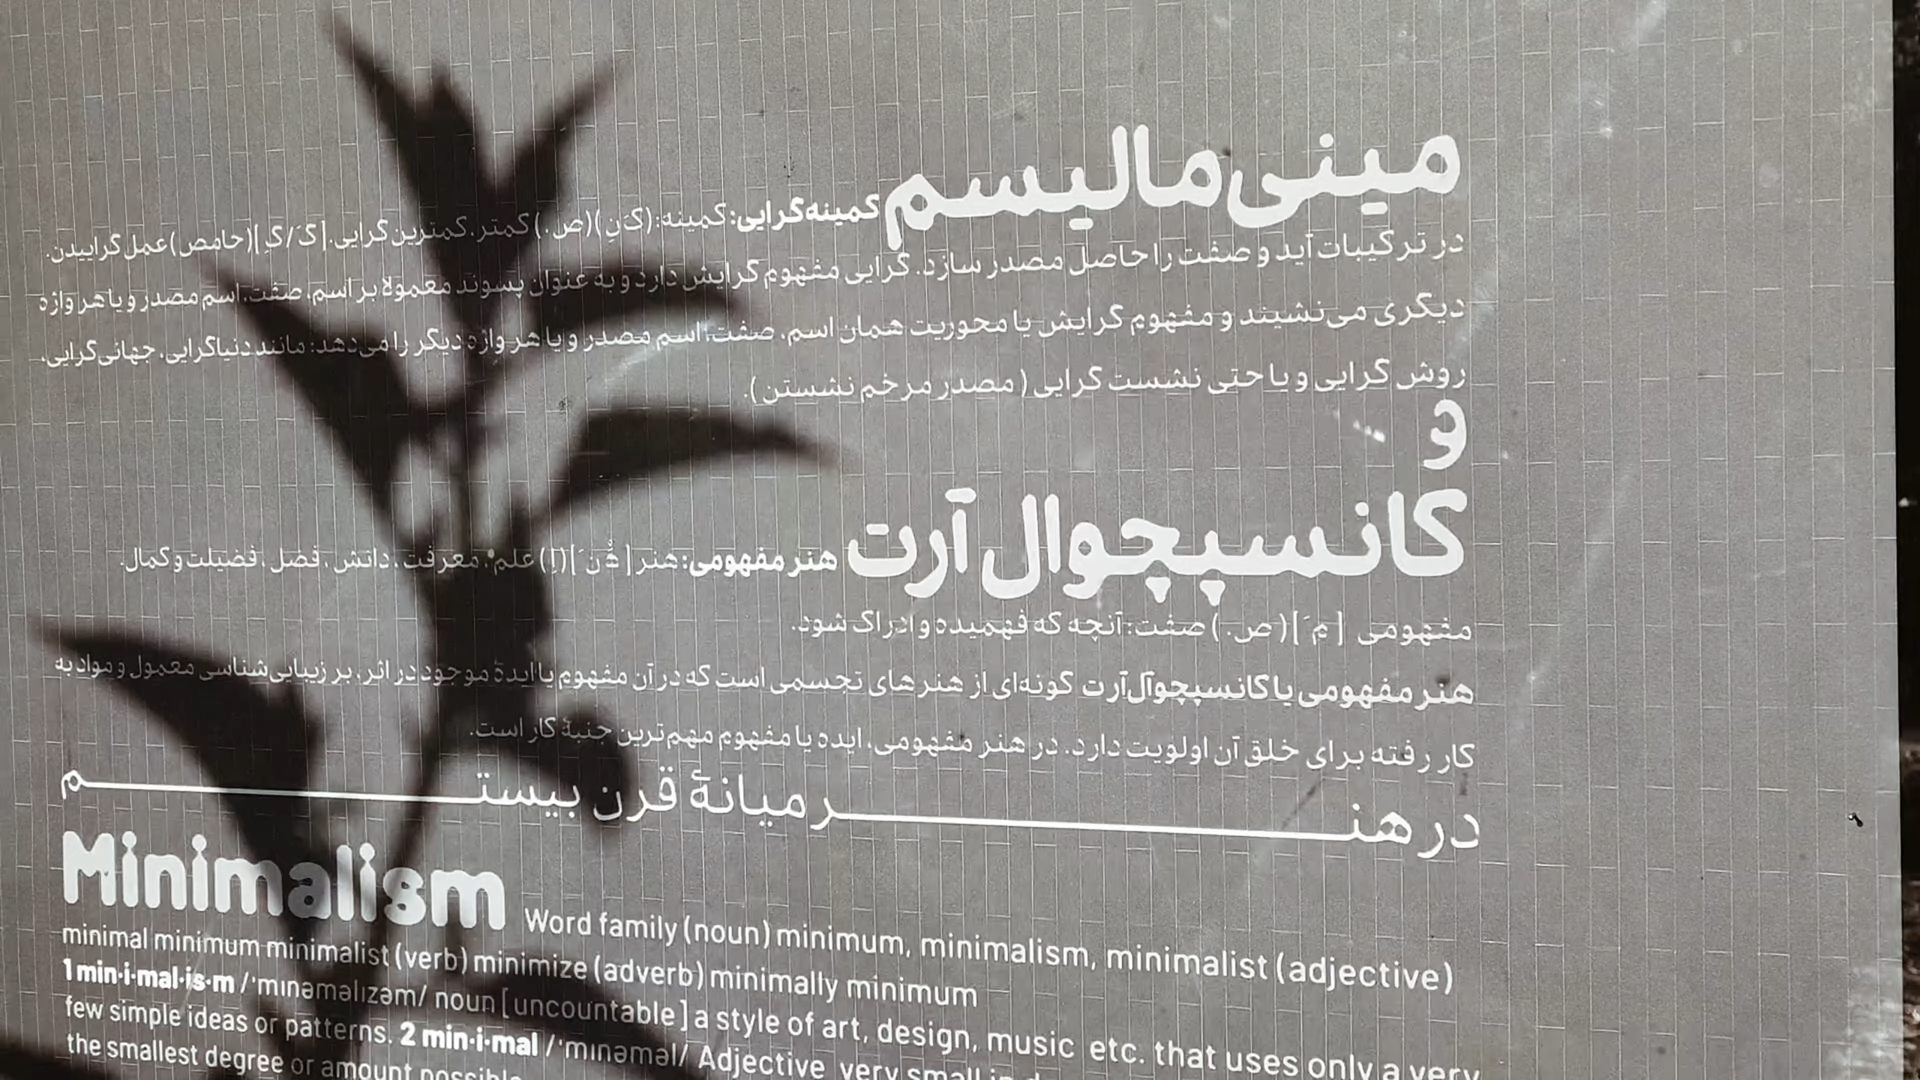 مینی‌مالیسم کمینه‌گرایی: کمینه: (کَ‌نِ) (ص.) کمتر. کمترین گرایی. [گَ/گِ] (حامص) عمل گراییدن.
در ترکیبات آید و صفت را حاصل مصدر سازد. گرایی مفهوم گرایش دارد و به عنوان پسوند معمولا بر اسم، صفت، اسم مصدر و یا هر واژه
دیگری می‌نشیند و مفهوم گرایش یا محوریت همان اسم، صفت، اسم مصدر و یا هر واژه دیگر را می‌دهد: مانند دنیاگرایی، جهانی‌گرایی،
روش گرایی و یا حتی نشست گرایی ( مصدر مرخم نشستن ).
و
کانسپچوال آرت هنر مفهومی: هنر [ هُ‌نَ ] (اِ) علم، معرفت، دانش، فضل، فضیلت و کمال.
مفهومی [ مَ ] ( ص. ) صفت: آنچه که فهمیده و ادراک شود.
هنر مفهومی یا کانسپچوآل‌آرت گونه‌ای از هنرهای تجسمی است که در آن مفهوم یا ایدهٔ موجود در اثر، بر زیبایی‌شناسی معمول و مواد به
کار رفته برای خلق آن اولویت دارد. در هنر مفهومی، ایده یا مفهوم مهم‌ترین جنبهٔ کار است.
در هنـــــر میانهٔ قرن بیستـــــم
Minimalism Word family (noun) minimum, minimalism, minimalist (adjective)
minimal minimum minimalist (verb) minimize (adverb) minimally minimum
1 min·i·mal·is·m /ˈmɪnəməlɪzəm/ noun [uncountable] a style of art, design, music etc. that uses only a very
few simple ideas or patterns. 2 min·i·mal /ˈmɪnəməl/ Adjective very small in
the smallest degree or amount possible